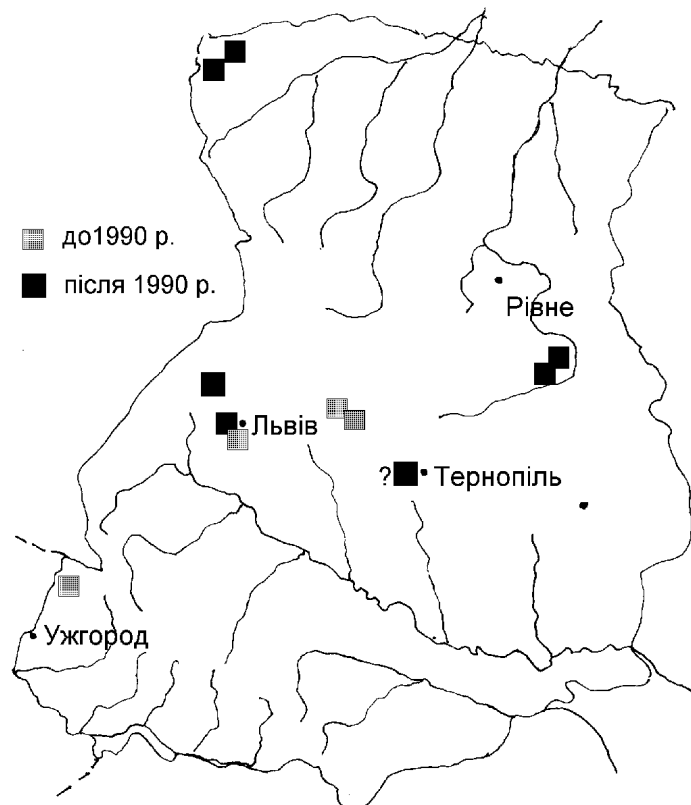 до1990 р.
після 1990 р.
Рівне
Львів
? Тернопіль
Ужгород